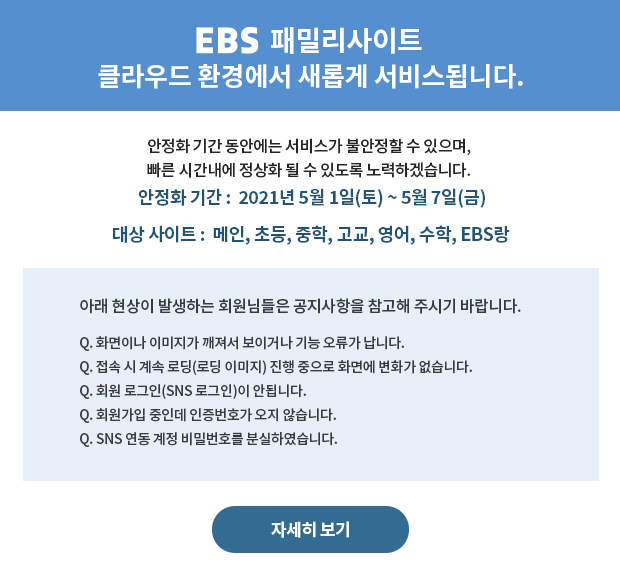 EBS 패밀리사이트
클라우드 환경에서 새롭게 서비스됩니다.
안정화 기간 동안에는 서비스가 불안정할 수 있으며,
빠른 시간내에 정상화 될 수 있도록 노력하겠습니다.
안정화 기간 : 2021년 5월 1일(토) ~ 5월 7일(금)
대상 사이트 : 메인, 초등, 중학, 고교, 영어, 수학, EBS랑
아래 현상이 발생하는 회원님들은 공지사항을 참고해 주시기 바랍니다.
Q. 화면이나 이미지가 깨져서 보이거나 기능 오류가 납니다.
Q. 접속 시 계속 로딩(로딩 이미지) 진행 중으로 화면에 변화가 없습니다.
Q. 회원 로그인(SNS 로그인)이 안됩니다.
Q. 회원가입 중인데 인증번호가 오지 않습니다.
Q. SNS 연동 계정 비밀번호를 분실하였습니다.
자세히 보기